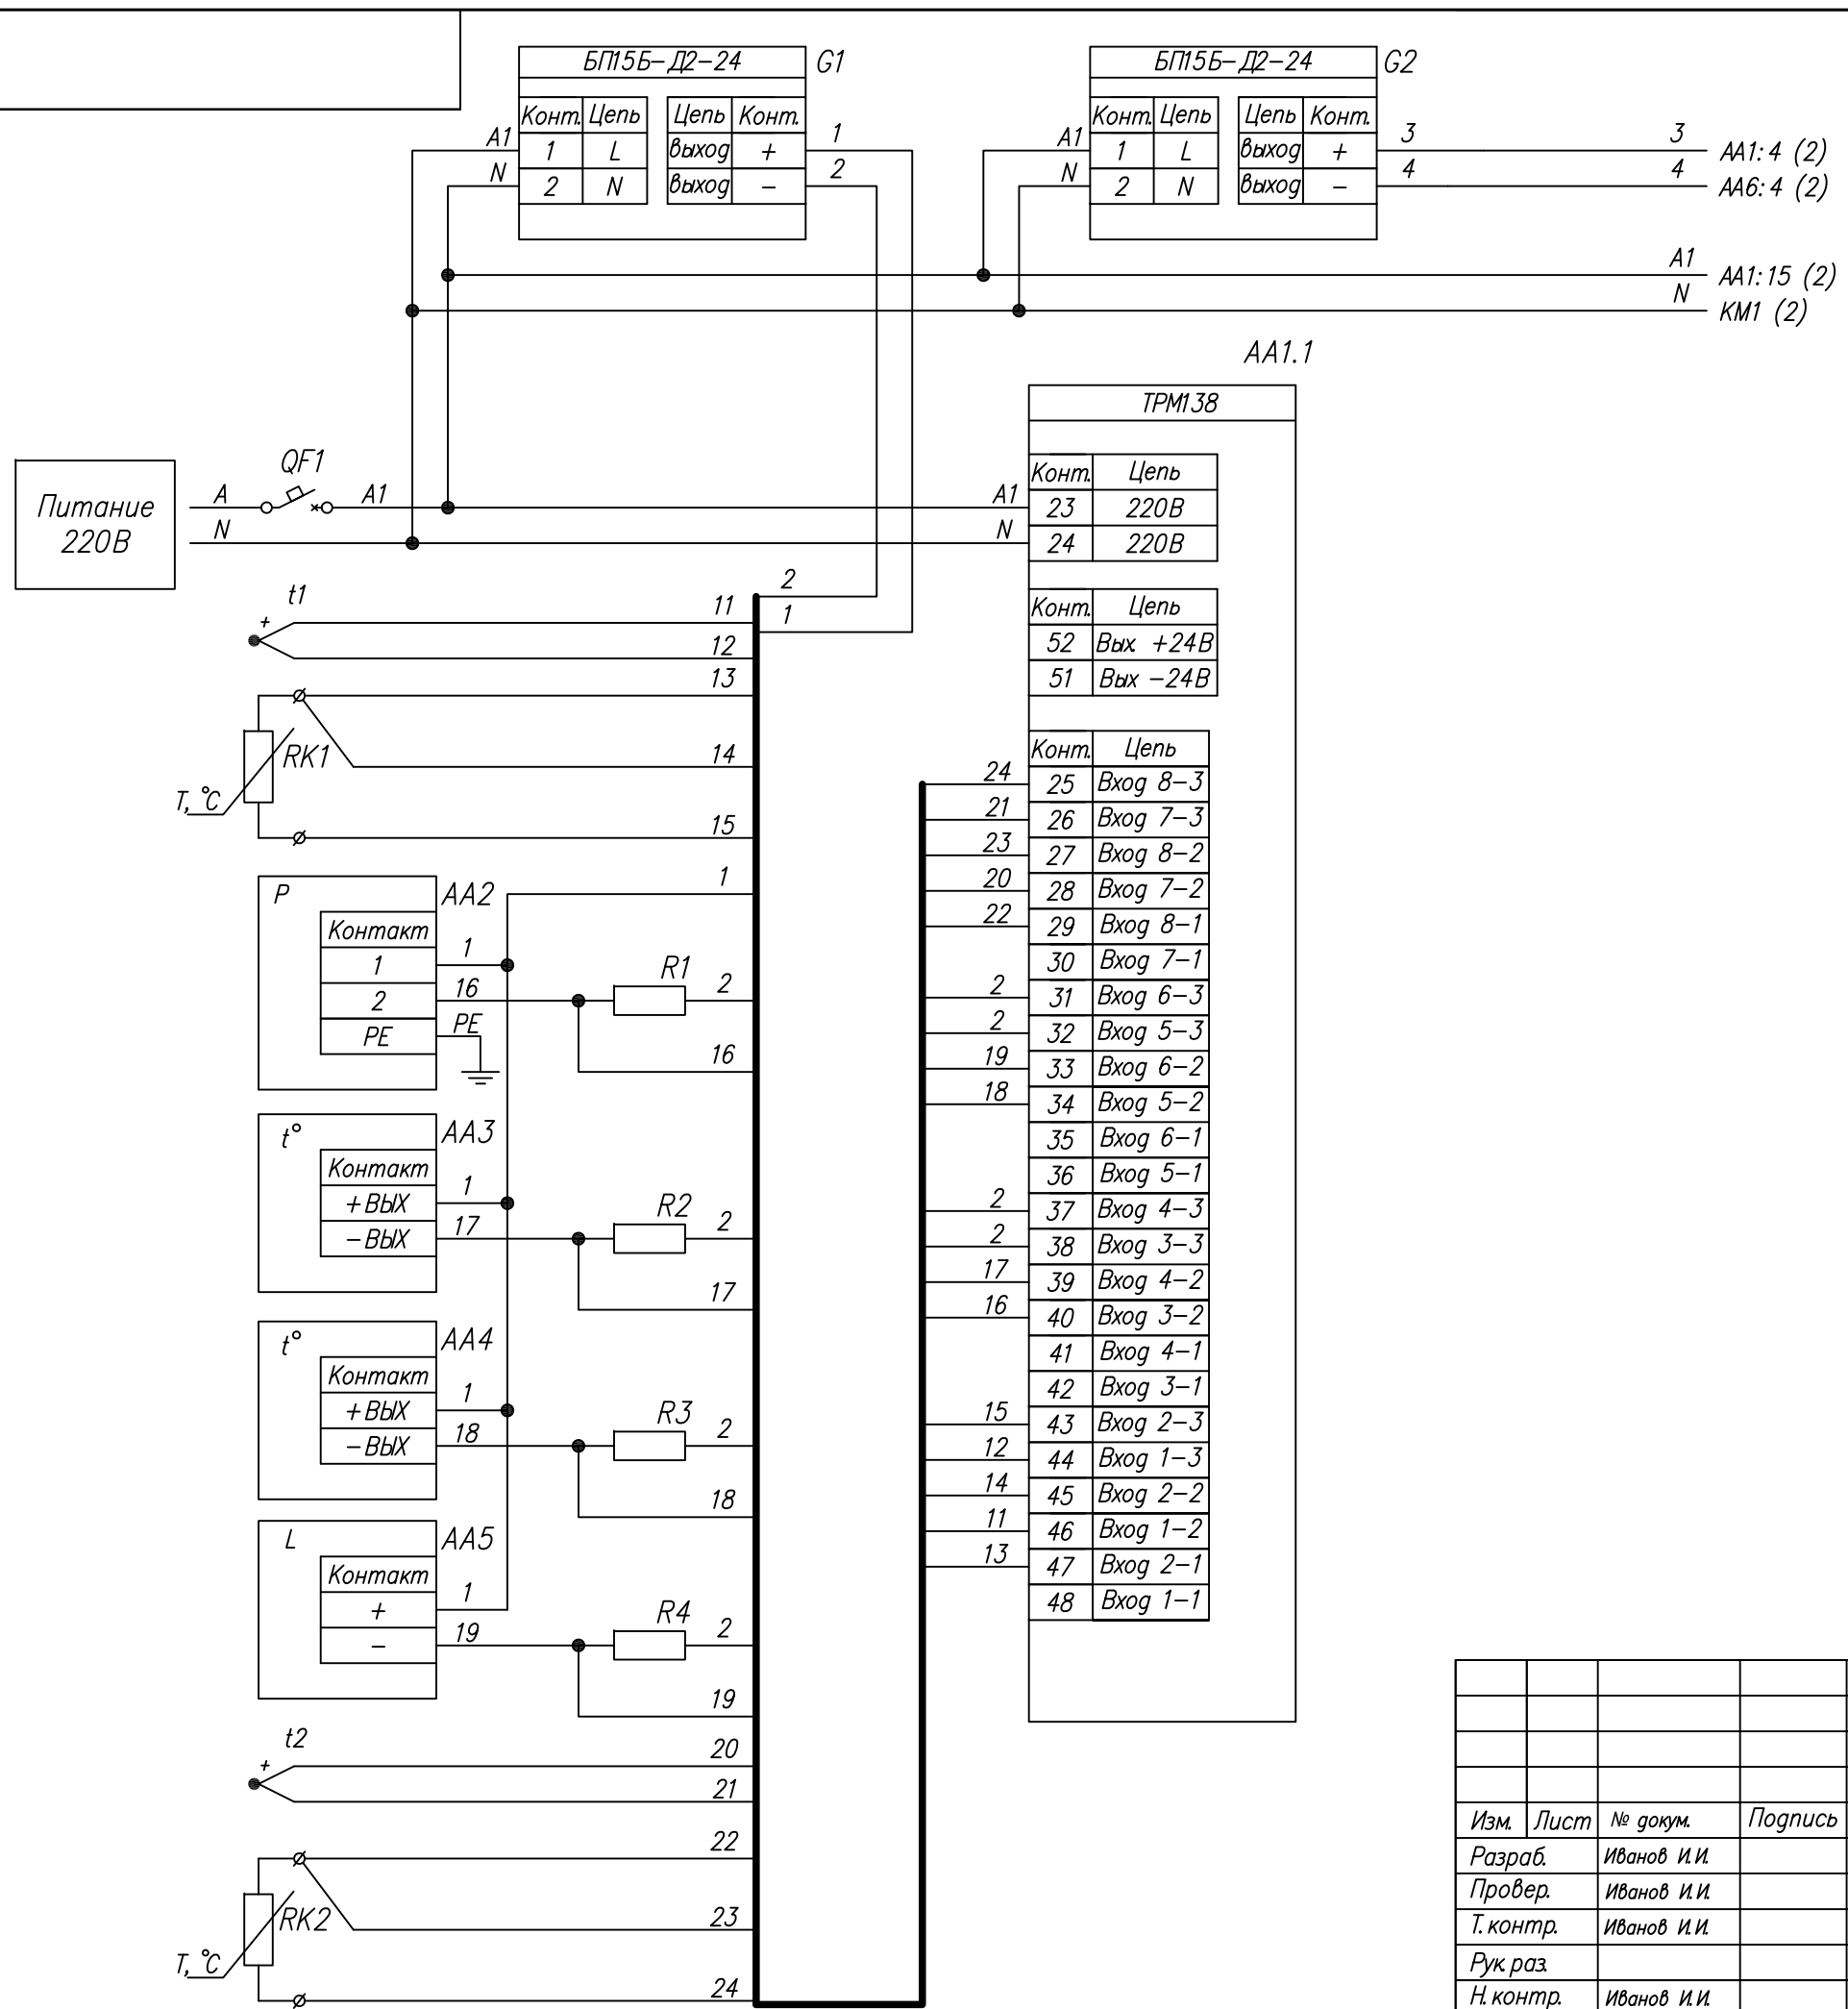 БП15Б-Д2-24 G1
Конт. Цепь Цепь Конт.
A1 1 L выход + 1
N 2 N выход - 2
БП15Б-Д2-24 G2
Конт. Цепь Цепь Конт.
A1 1 L выход + 3 3 AA1: 4 (2)
N 2 N выход - 4 4 AA6: 4 (2)
A1 AA1: 15 (2)
N KM1 (2)
Питание
220В
QF1
A A1
N
AA1.1
ТРМ138
Конт. Цепь
A1 23 220В
N 24 220В
Конт. Цепь
52 Вых. +24В
51 Вых -24В
Конт. Цепь
24 25 Вход 8-3
21 26 Вход 7-3
23 27 Вход 8-2
20 28 Вход 7-2
22 29 Вход 8-1
30 Вход 7-1
2 31 Вход 6-3
2 32 Вход 5-3
19 33 Вход 6-2
18 34 Вход 5-2
35 Вход 6-1
36 Вход 5-1
2 37 Вход 4-3
2 38 Вход 3-3
17 39 Вход 4-2
16 40 Вход 3-2
41 Вход 4-1
42 Вход 3-1
15 43 Вход 2-3
12 44 Вход 1-3
14 45 Вход 2-2
11 46 Вход 1-2
13 47 Вход 2-1
48 Вход 1-1
2
1
t1
+
11
12
13
RK1 14
T, °C
15
1
P AA2
Контакт
1 1
2 16 R1 2
PE PE
16
t° AA3
Контакт
+ВЫХ 1
-ВЫХ 17 R2 2
17
t° AA4
Контакт
+ВЫХ 1
-ВЫХ 18 R3 2
18
L AA5
Контакт
+ 1
- 19 R4 2
19
t2
+
20
21
22
RK2 23
T, °C
24
Изм. Лист № докум. Подпись
Разраб. Иванов И.И.
Провер. Иванов И.И.
Т. контр. Иванов И.И.
Рук. раз.
Н. контр. Иванов И.И.